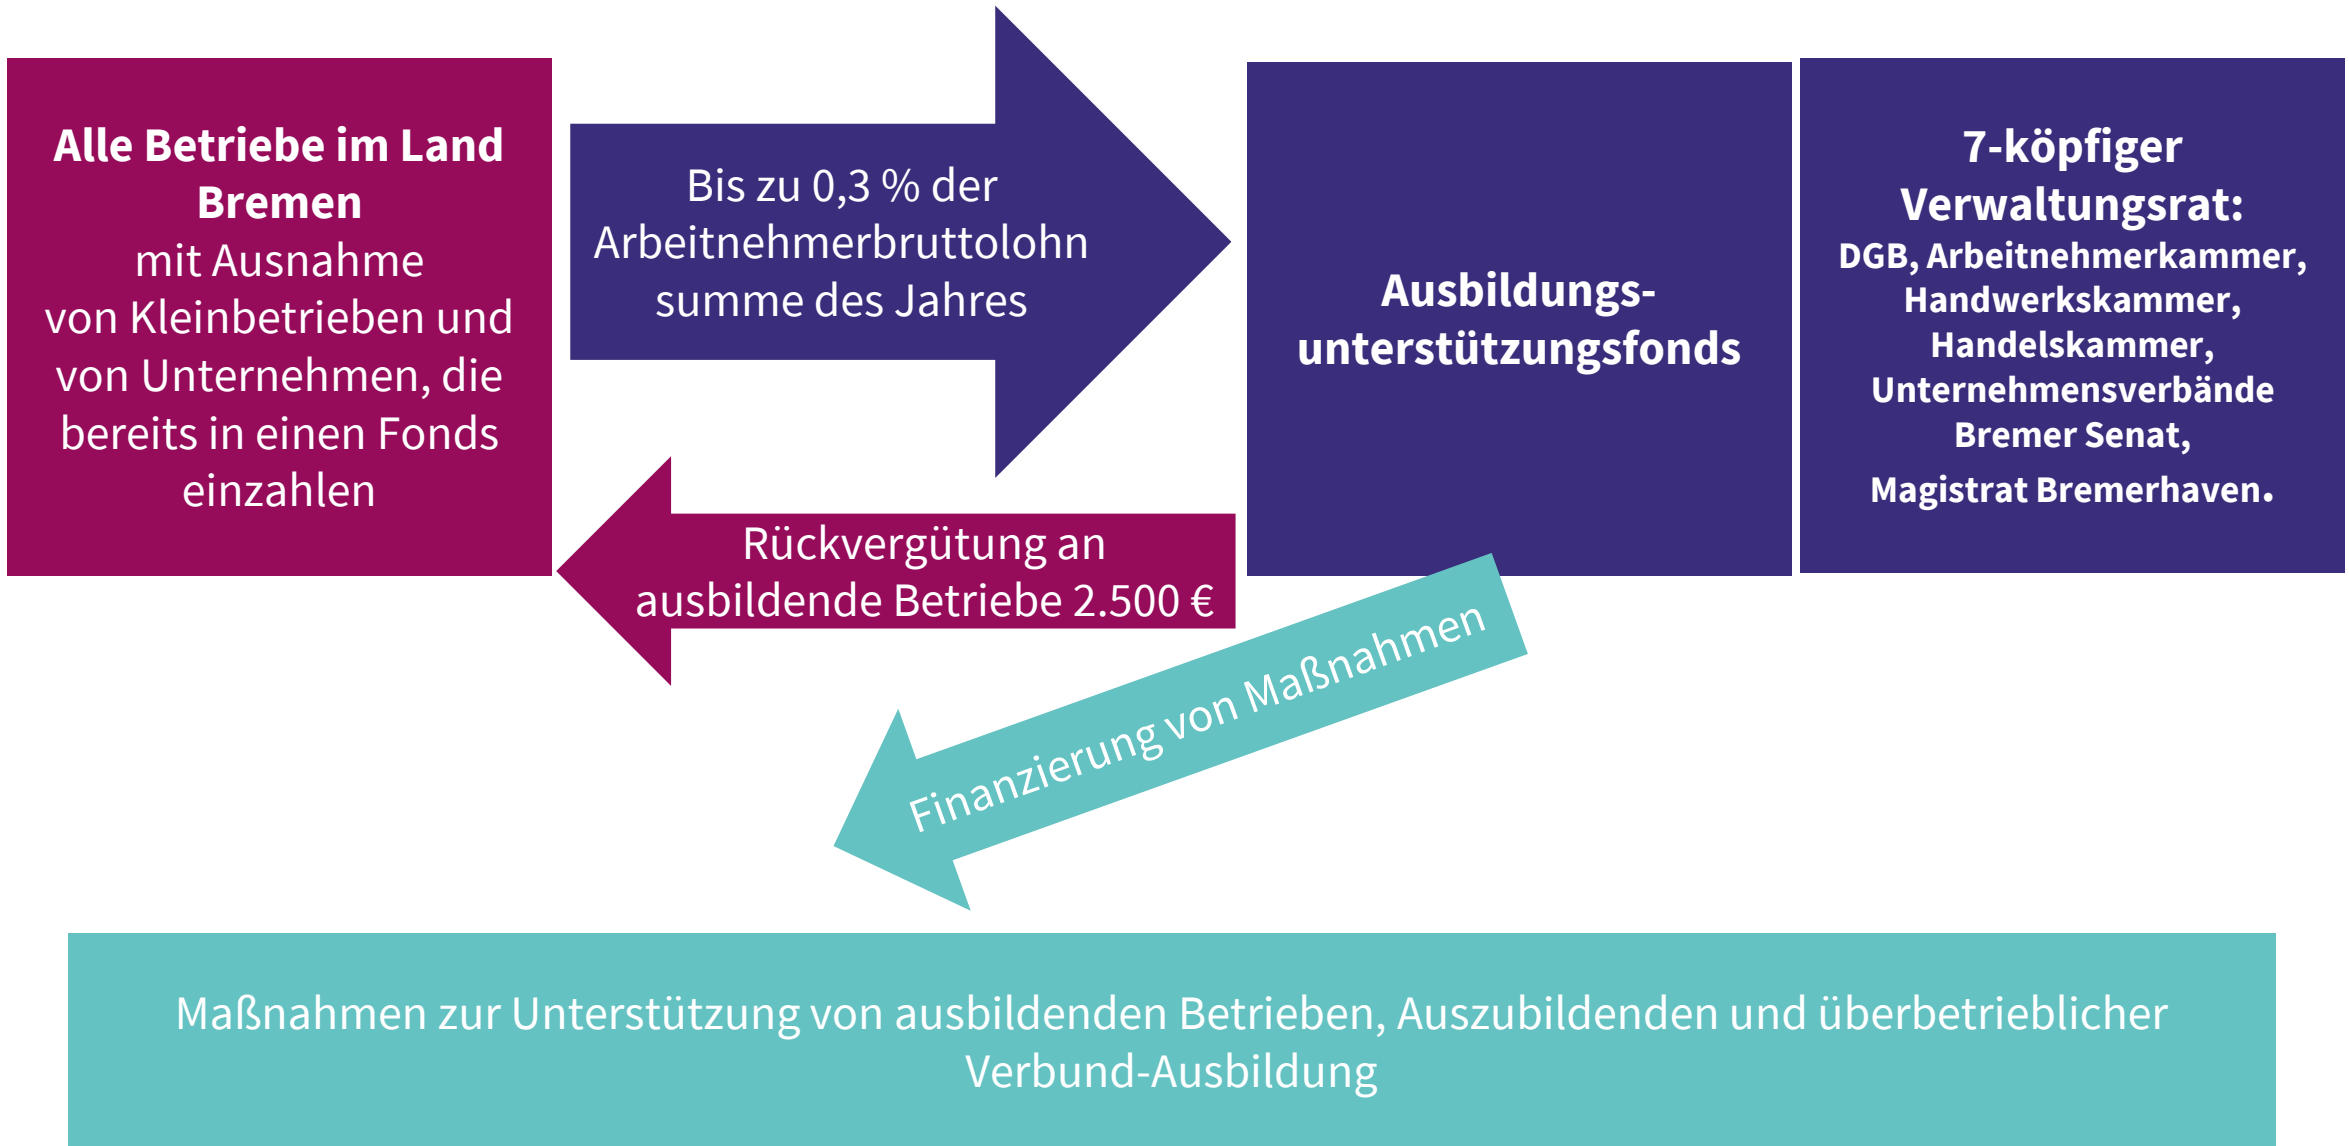 Alle Betriebe im Land
Bremen
mit Ausnahme
von Kleinbetrieben und
von Unternehmen, die
bereits in einen Fonds
einzahlen
Bis zu 0,3 % der
Arbeitnehmerbruttolohn
summe des Jahres
Rückvergütung an
ausbildende Betriebe 2.500 €
Ausbildungs-
unterstützungsfonds
7-köpfiger
Verwaltungsrat:
DGB, Arbeitnehmerkammer,
Handwerkskammer,
Handelskammer,
Unternehmensverbände
Bremer Senat,
Magistrat Bremerhaven.
Finanzierung von Maßnahmen
Maßnahmen zur Unterstützung von ausbildenden Betrieben, Auszubildenden und überbetrieblicher
Verbund-Ausbildung